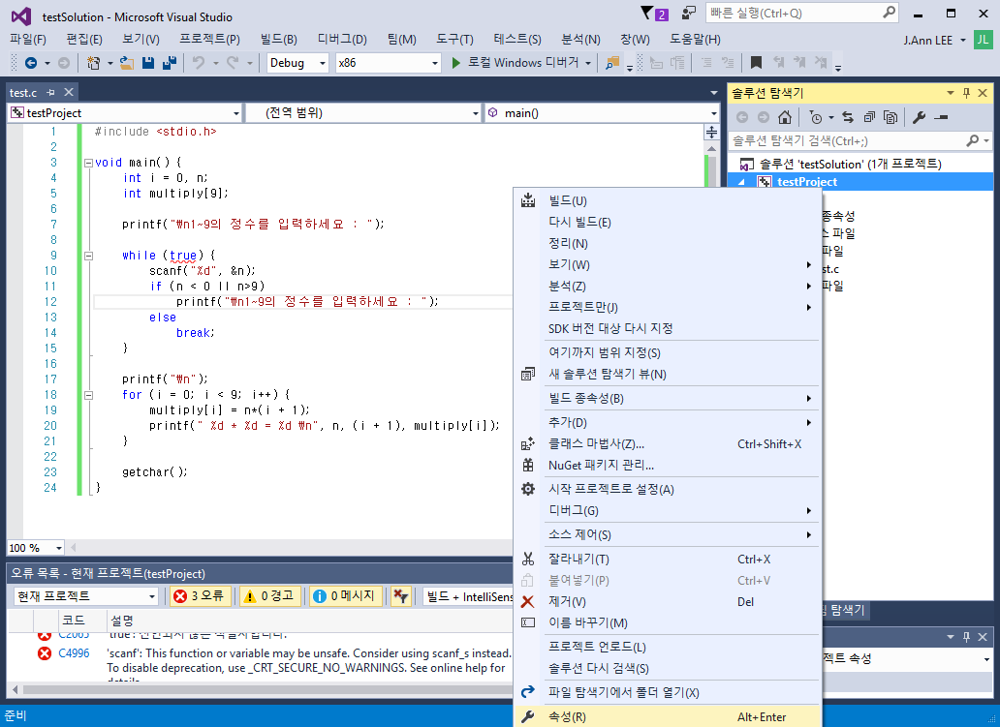 testSolution - Microsoft Visual Studio
2
빠른 실행(Ctrl+Q)
파일(F) 편집(E) 보기(V) 프로젝트(P) 빌드(B) 디버그(D) 팀(M) 도구(T) 테스트(S) 분석(N) 창(W) 도움말(H)
J.Ann LEE JL
Debug x86 로컬 Windows 디버거
test.c
testProject (전역 범위) main()
1 #include <stdio.h>
2
3 void main() {
4 int i = 0, n;
5 int multiply[9];
6
7 printf("₩n1~9의 정수를 입력하세요 : ");
8
9 while (true) {
10 scanf("%d", &n);
11 if (n < 0 || n>9)
12 printf("₩n1~9의 정수를 입력하세요 : ");
13 else
14 break;
15 }
16
17 printf("₩n");
18 for (i = 0; i < 9; i++) {
19 multiply[i] = n*(i + 1);
20 printf(" %d * %d = %d ₩n", n, (i + 1), multiply[i]);
21 }
22
23 getchar();
24 }
100 %
솔루션 탐색기
솔루션 탐색기 검색(Ctrl+;)
솔루션 'testSolution' (1개 프로젝트)
testProject
종속성
스 파일
파일
st.c
파일
빌드(U)
다시 빌드(E)
정리(N)
보기(W)
분석(Z)
프로젝트만(J)
SDK 버전 대상 다시 지정
여기까지 범위 지정(S)
새 솔루션 탐색기 뷰(N)
빌드 종속성(B)
추가(D)
클래스 마법사(Z)... Ctrl+Shift+X
NuGet 패키지 관리...
시작 프로젝트로 설정(A)
디버그(G)
소스 제어(S)
잘라내기(T) Ctrl+X
붙여넣기(P) Ctrl+V
제거(V) Del
이름 바꾸기(M)
프로젝트 언로드(L)
솔루션 다시 검색(S)
파일 탐색기에서 폴더 열기(X)
속성(R) Alt+Enter
탐색기
젝트 속성
오류 목록 - 현재 프로젝트(testProject)
현재 프로젝트 3 오류 0 경고 0 메시지 빌드 + IntelliSens
코드 설명
C2065 'true': 선언되지 않은 식별자입니다.
C4996 'scanf': This function or variable may be unsafe. Consider using scanf_s instead.
To disable deprecation, use _CRT_SECURE_NO_WARNINGS. See online help for
details.
준비